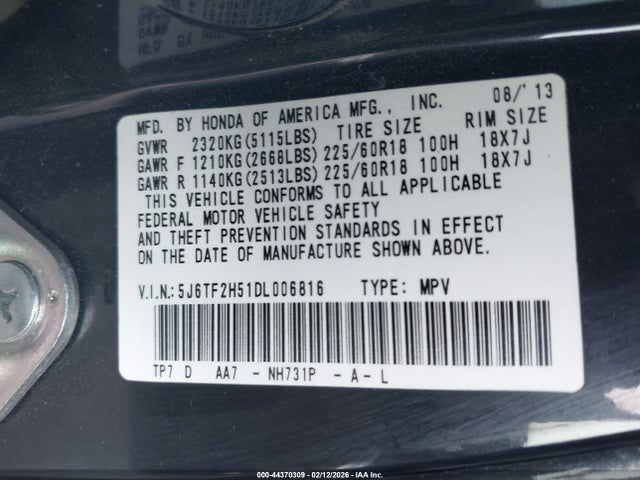 MFD. BY HONDA OF AMERICA MFG., INC. 08/'13
GVWR 2320KG(5115LBS) TIRE SIZE RIM SIZE
GAWR F 1210KG(2668LBS) 225/60R18 100H 18X7J
GAWR R 1140KG(2513LBS) 225/60R18 100H 18X7J
THIS VEHICLE CONFORMS TO ALL APPLICABLE
FEDERAL MOTOR VEHICLE SAFETY
AND THEFT PREVENTION STANDARDS IN EFFECT
ON THE DATE OF MANUFACTURE SHOWN ABOVE.
V.I.N.: 5J6TF2H51DL006816 TYPE: MPV
TP7 D AA7 - NH731P - A - L
000-44370309 - 02/12/2026 - IAA Inc.